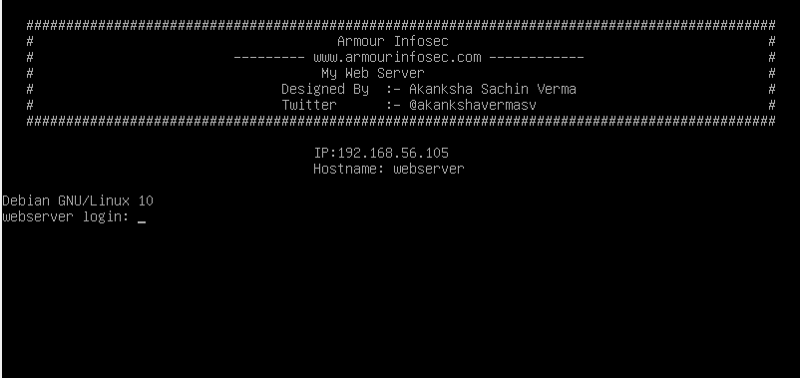 ###############################################################################################
# Armour Infosec #
# --------- www.armourinfosec.com ------------ #
# My Web Server #
# Designed By :- Akanksha Sachin Verma #
# Twitter :- @akankshavermasv #
###############################################################################################
IP:192.168.56.105
Hostname: webserver
Debian GNU/Linux 10
webserver login: _